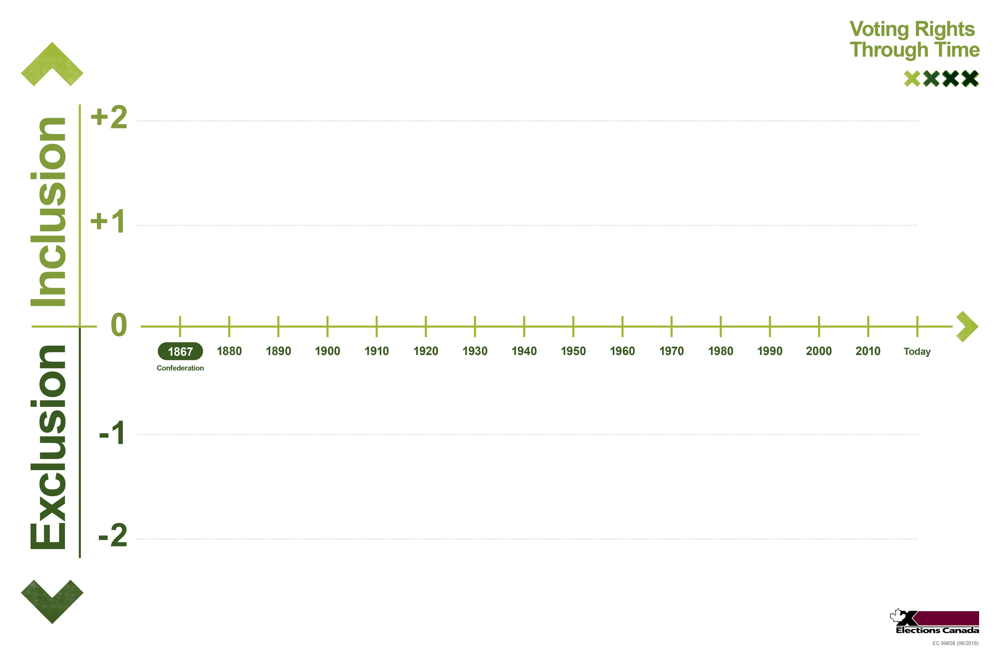 Voting Rights
Through Time
Inclusion
Exclusion
+2
+1
0
1867 1880 1890 1900 1910 1920 1930 1940 1950 1960 1970 1980 1990 2000 2010 Today
Confederation
-1
-2
Elections Canada
EC 99658 (08/2018)